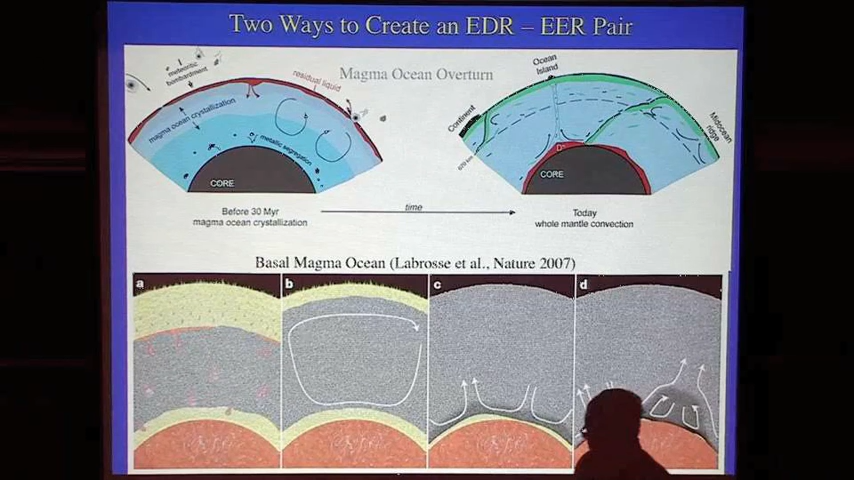 Two Ways to Create an EDR – EER Pair
Magma Ocean Overturn
meteoritic
bombardment
residual liquid
magma ocean crystallization
metallic segregation
CORE
Before 30 Myr
magma ocean crystallization
time
Ocean
Island
Continent
Midocean
ridge
670 km
D"
CORE
Today
whole mantle convection
Basal Magma Ocean (Labrosse et al., Nature 2007)
a
b
c
d